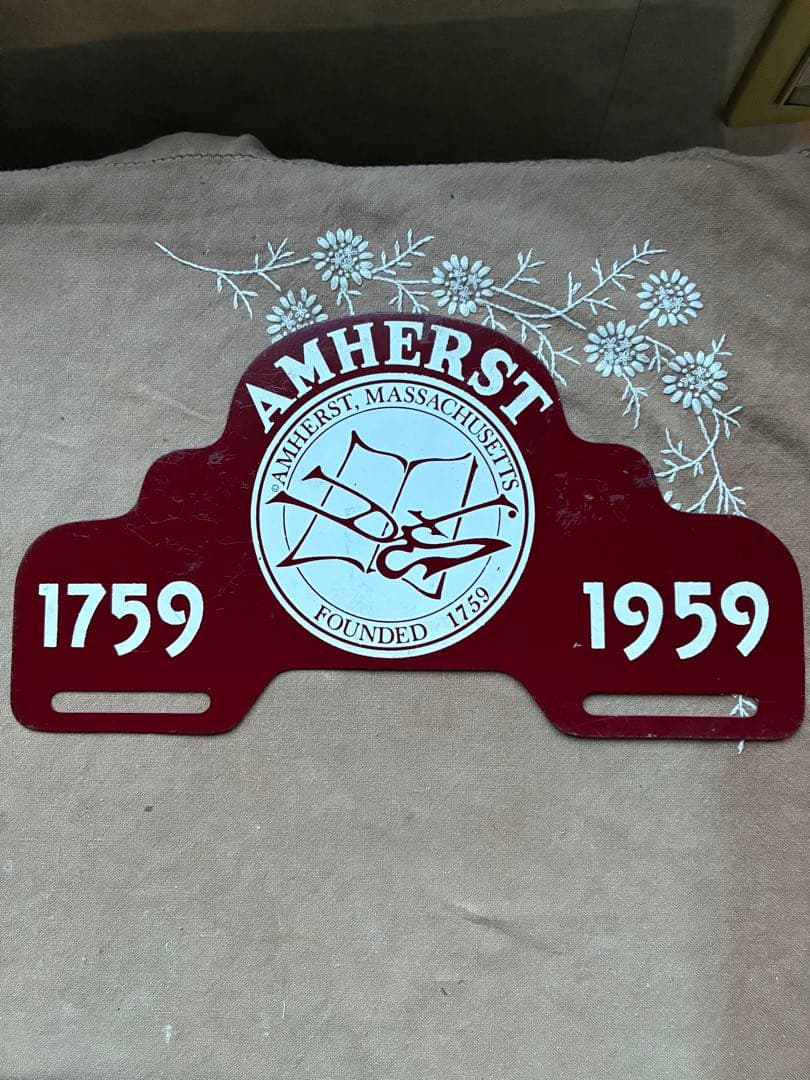 AMHERST
© AMHERST, MASSACHUSETTS
FOUNDED 1759
1759
1959